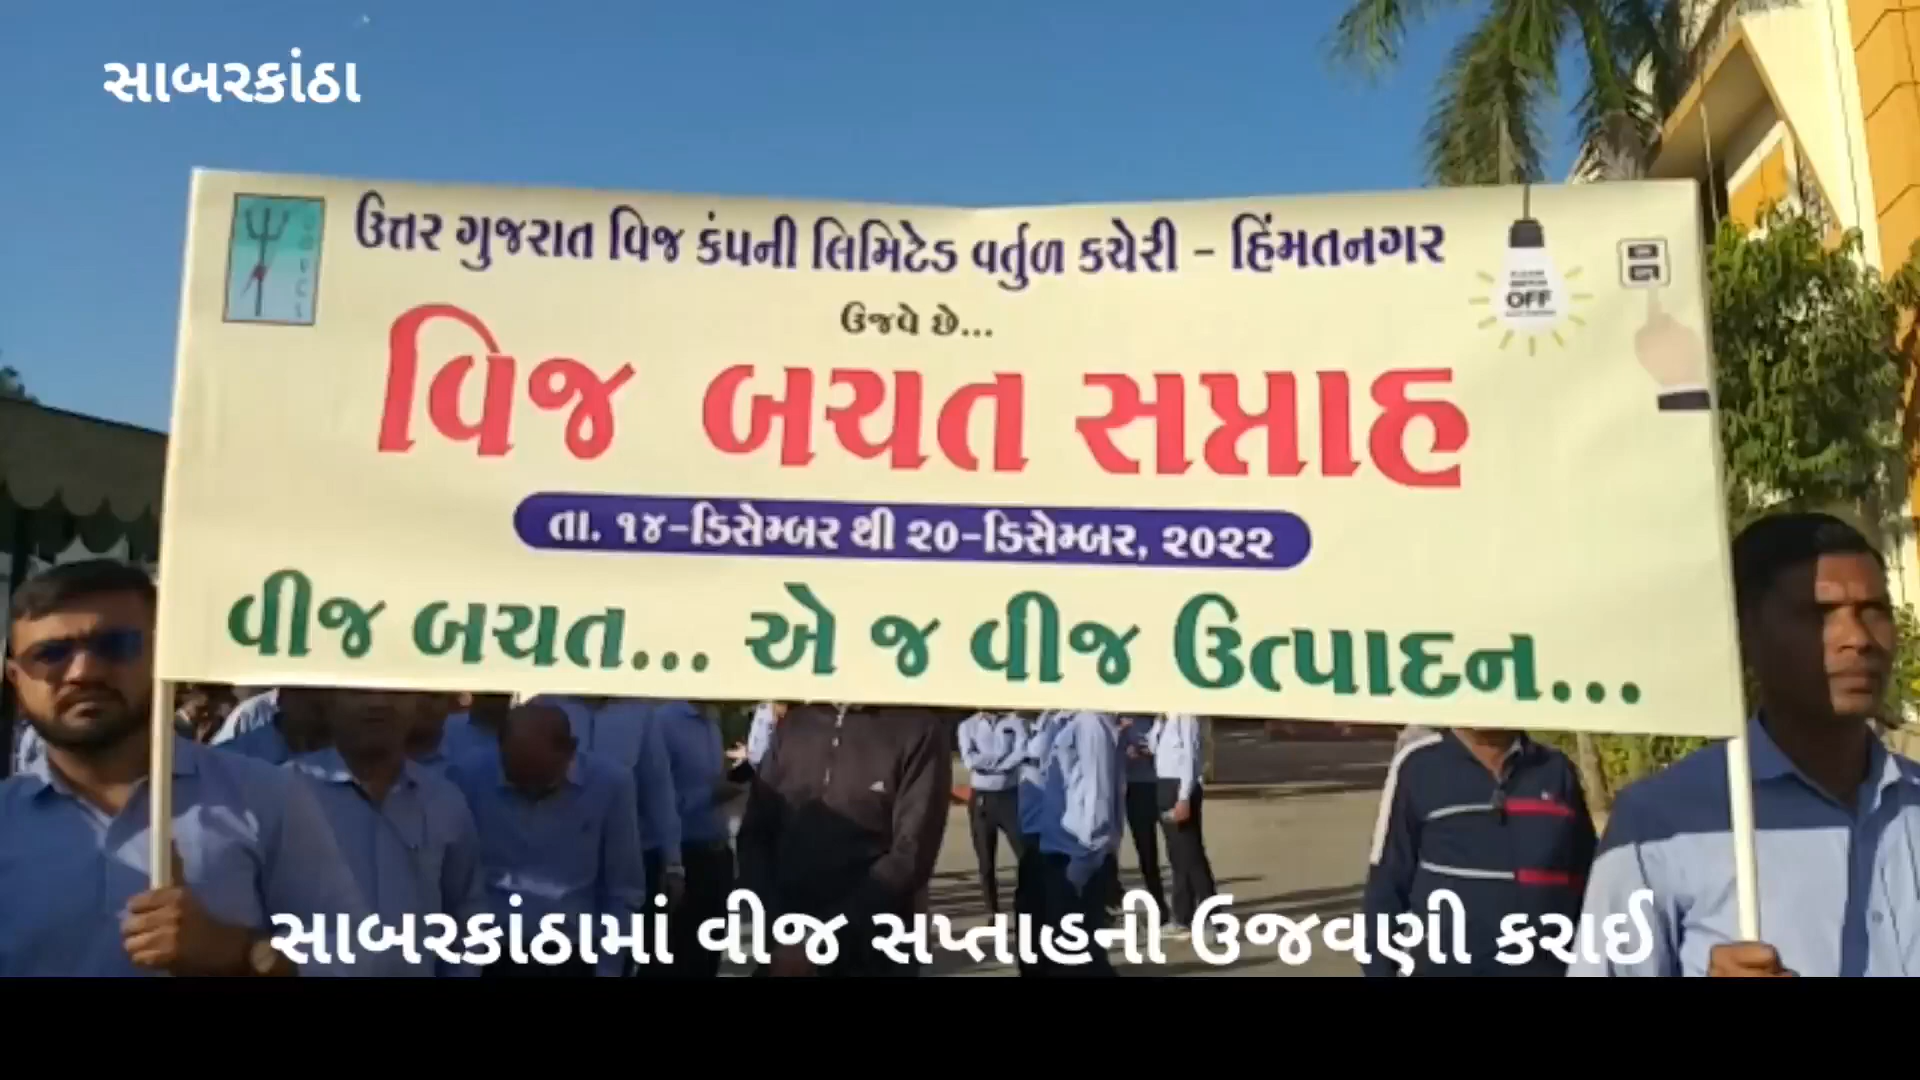 સાબરકાંઠા
ઉત્તર ગુજરાત વિજ કંપની લિમિટેડ વર્તુળ કચેરી - હિંમતનગર
ઉજવે છે...
OFF
વિજ બચત સપ્તાહ
તા. ૧૪-ડિસેમ્બર થી ૨૦-ડિસેમ્બર, ૨૦૨૨
વીજ બચત... એ જ વીજ ઉત્પાદન...
સાબરકાંઠામાં વીજ સપ્તાહની ઉજવણી કરાઈ